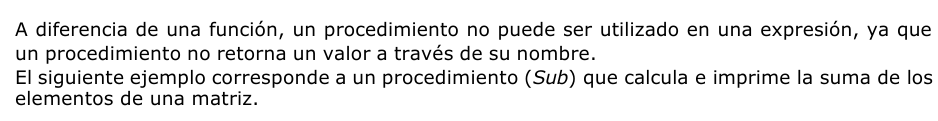 A diferencia de una función, un procedimiento no puede ser utilizado en una expresión, ya que
un procedimiento no retorna un valor a través de su nombre.
El siguiente ejemplo corresponde a un procedimiento (Sub) que calcula e imprime la suma de los
elementos de una matriz.